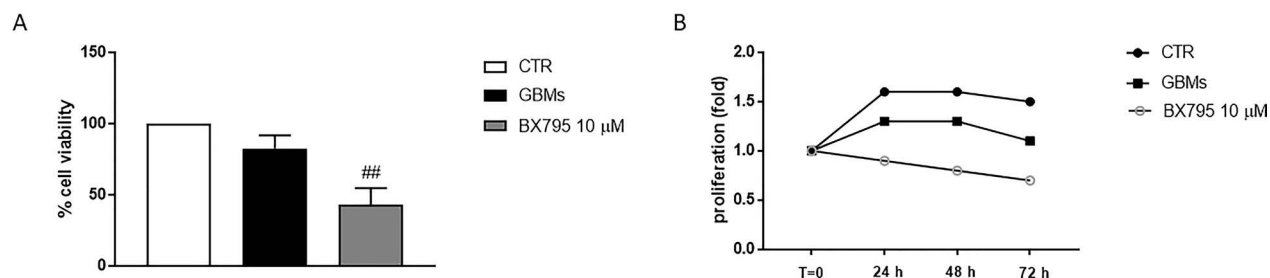 A
% cell viability
150
100
50
0
##
CTR
GBMs
BX795 10 μM
B
proliferation (fold)
2.0
1.5
1.0
0.5
0.0
T=0 24 h 48 h 72 h
CTR
GBMs
BX795 10 μM